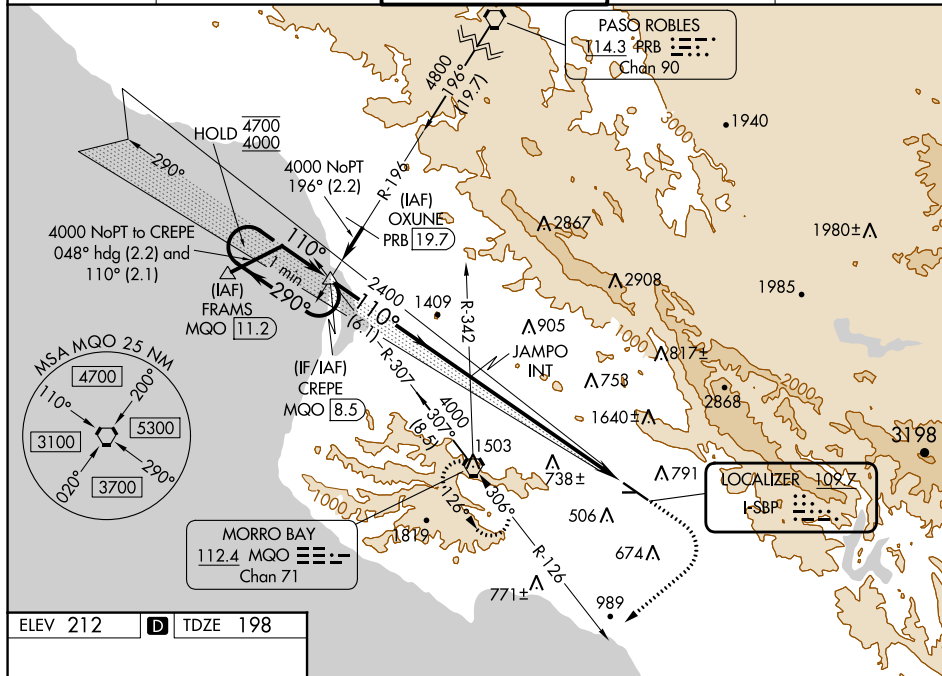 PASO ROBLES
114.3 PRB
Chan 90
4800
196°
(19.7)
3000
1940
HOLD 4700
4000
290°
4000 NoPT
196° (2.2)
R-196
(IAF)
OXUNE
PRB 19.7
2867
1980±
4000 NoPT to CREPE
048° hdg (2.2) and
110° (2.1)
110°
1 min
290°
(IAF)
FRAMS
MQO 11.2
110°
2400
(6.1)
1409
R-342
2908
1985
905
1000
JAMPO
INT
817±
2000
753
2868
1640±
3198
(IF/IAF)
CREPE
MQO 8.5
R-307
307°
4000
(8.5)
MSA MQO 25 NM
4700
110°
200°
3100
5300
020°
290°
3700
1503
738±
791
LOCALIZER 109.7
I-SBP
1000
126°
306°
506
1819
R-126
674
MORRO BAY
112.4 MQO
Chan 71
771±
989
ELEV 212 D TDZE 198